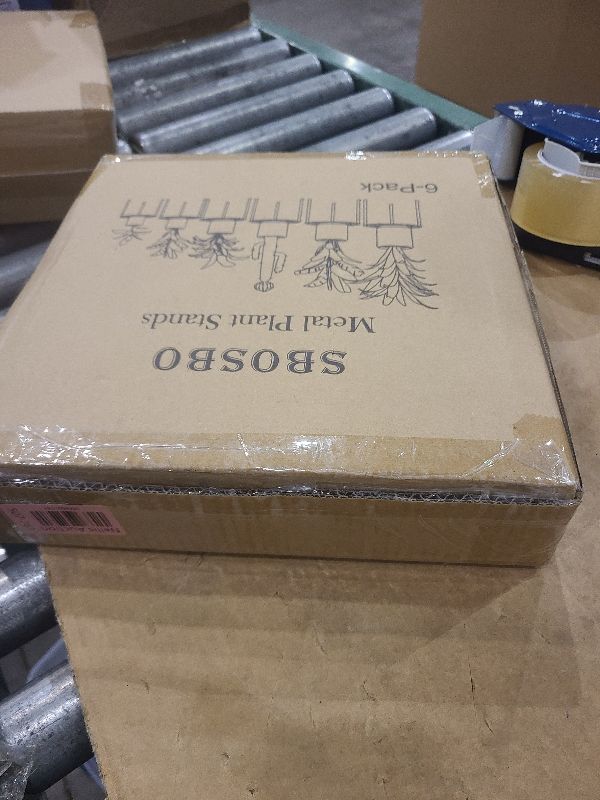 SBOSBO
Metal Plant Stands
6-Pack